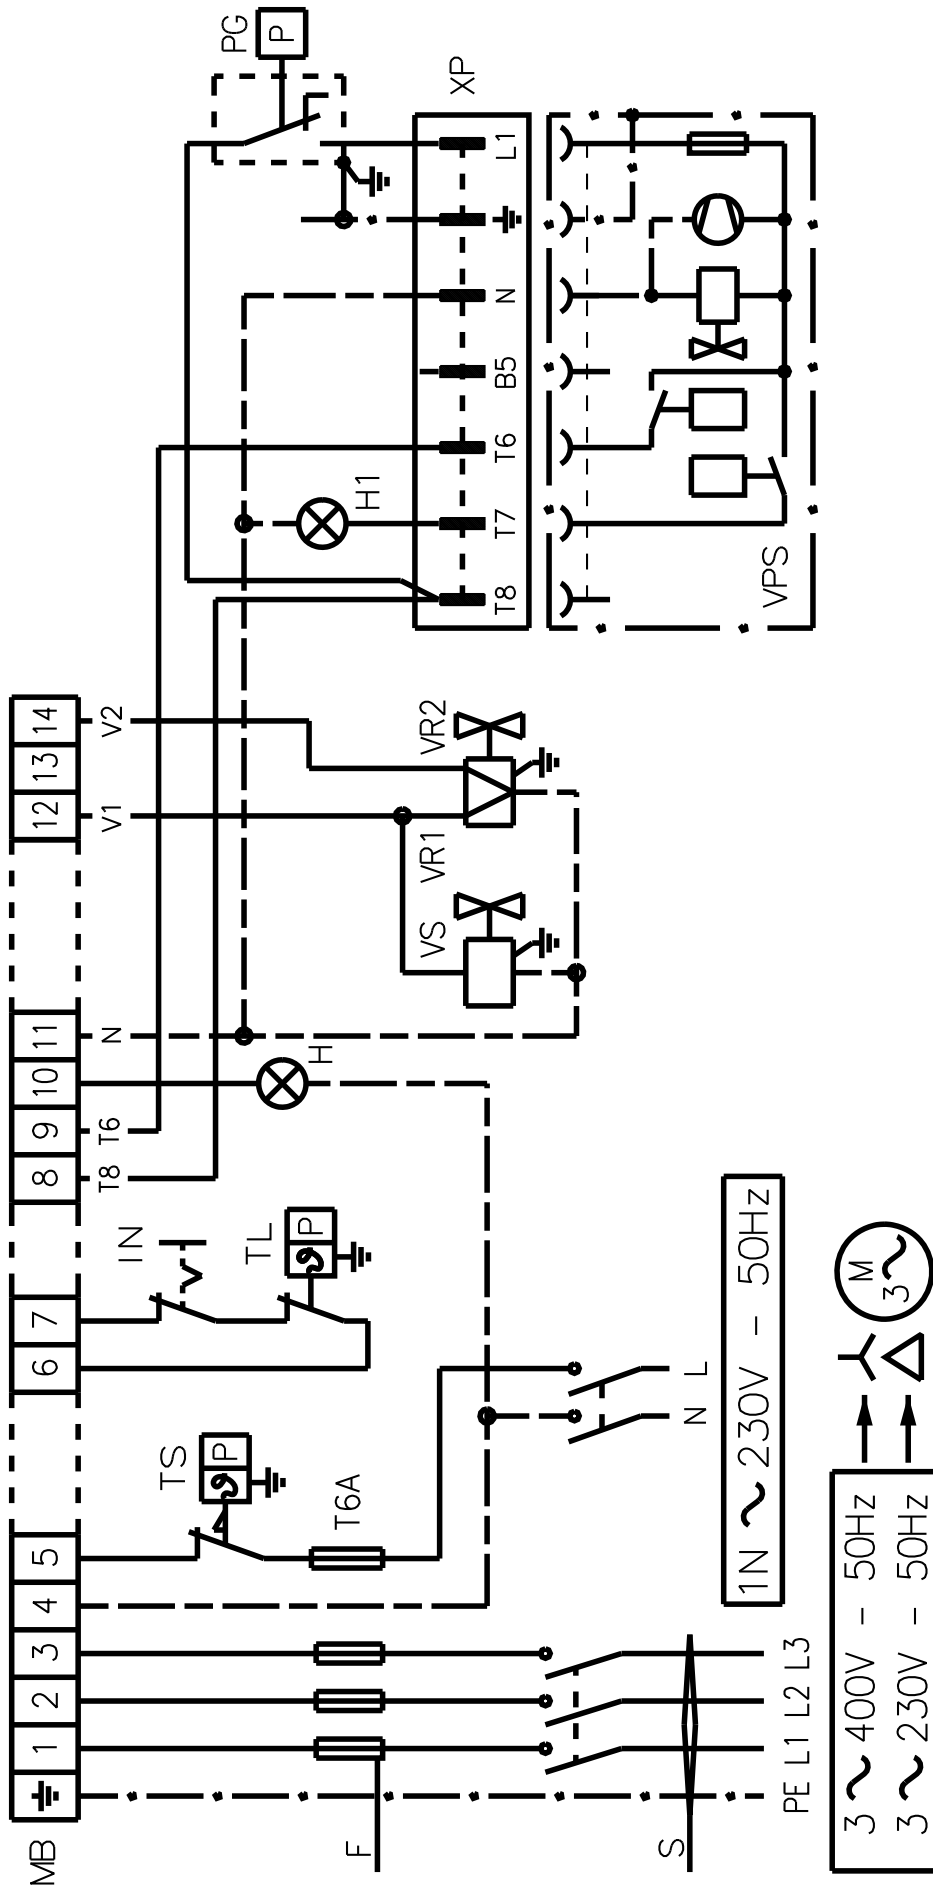 MB
1 2 3 4 5 6 7 8 9 10 11 12 13 14
T8 T6 N V1 V2
TS
P
IN
TL
P
H
T6A
F
S
PE L1 L2 L3
N L
VS VR1 VR2
H1
PG
P
XP
T8 T7 T6 B5 N L1
VPS
1N ~ 230V - 50Hz
3 ~ 400V - 50Hz
3 ~ 230V - 50Hz
M
3 ~